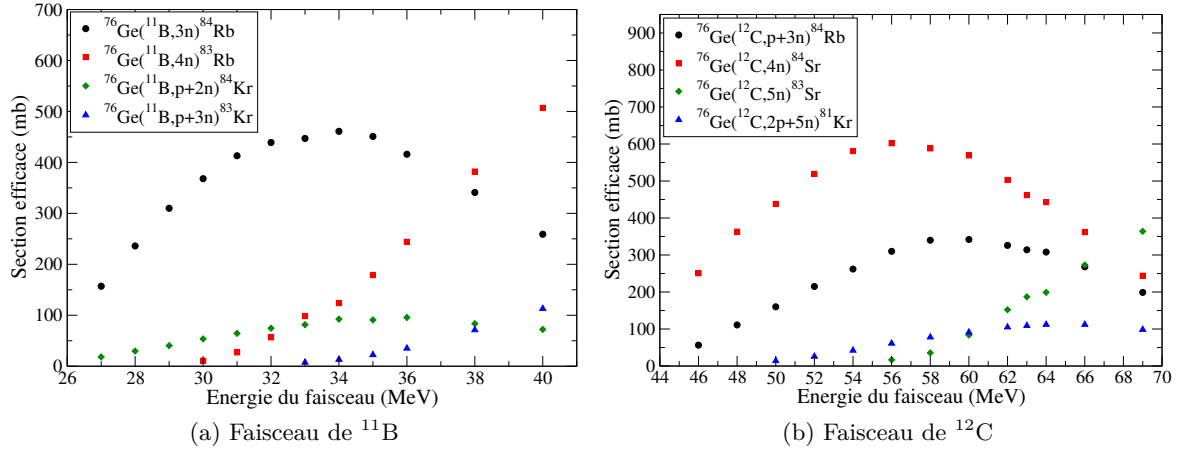 700
600
500
400
300
200
100
0
Section efficace (mb)
⁷⁶Ge(¹¹B,3n)⁸⁴Rb
⁷⁶Ge(¹¹B,4n)⁸³Rb
⁷⁶Ge(¹¹B,p+2n)⁸⁴Kr
⁷⁶Ge(¹¹B,p+3n)⁸³Kr
26 28 30 32 34 36 38 40
Energie du faisceau (MeV)
(a) Faisceau de ¹¹B
900
800
700
600
500
400
300
200
100
0
Section efficace (mb)
⁷⁶Ge(¹²C,p+3n)⁸⁴Rb
⁷⁶Ge(¹²C,4n)⁸⁴Sr
⁷⁶Ge(¹²C,5n)⁸³Sr
⁷⁶Ge(¹²C,2p+5n)⁸¹Kr
44 46 48 50 52 54 56 58 60 62 64 66 68 70
Energie du faisceau (MeV)
(b) Faisceau de ¹²C